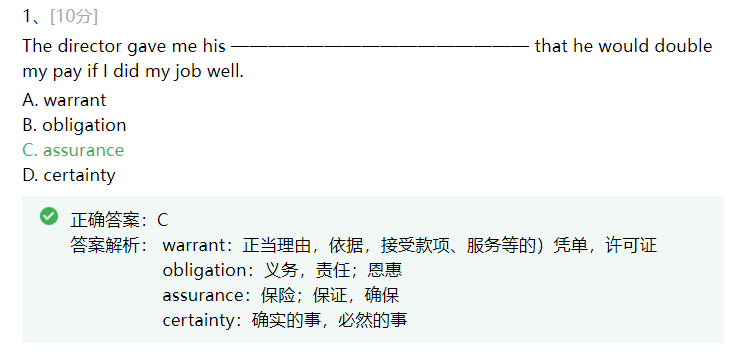 1、[10分]
The director gave me his ———————————————— that he would double
my pay if I did my job well.
A. warrant
B. obligation
C. assurance
D. certainty
正确答案：C
答案解析： warrant：正当理由，依据，接受款项、服务等的）凭单，许可证
obligation：义务，责任；恩惠
assurance：保险；保证，确保
certainty：确实的事，必然的事